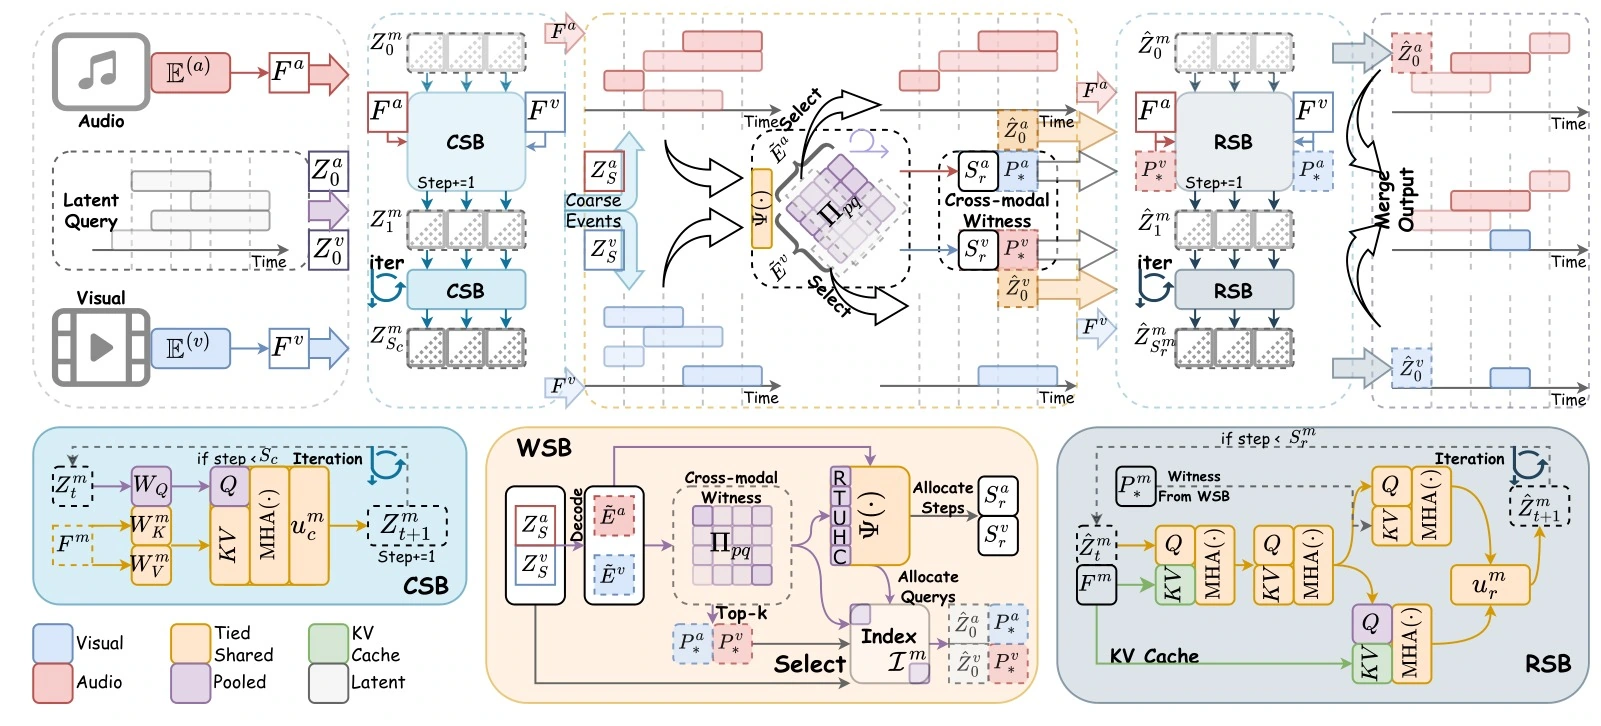 𝔼^(a)
F^a
Audio
Latent
Query
Time
Z_0^a
Z_0^v
Visual
𝔼^(v)
F^v
Z_0^m
F^a
F^v
CSB
Step+=1
Z_1^m
iter
CSB
Z_{S_c}^m
F^a
Time
Z_S^a
Coarse
Events
Z_S^v
F^v
Time
Select
Ẽ^a
Ψ(·)
Π_pq
Ẽ^v
Select
Time
Ẑ_0^a
S_r^a
P_*^a
Cross-modal
Witness
S_r^v
P_*^v
Ẑ_0^v
Time
F^a
F^v
Ẑ_0^m
F^a
F^v
RSB
P_*^v
P_*^a
Step+=1
Ẑ_1^m
iter
RSB
Ẑ_{S_r}^m
Ẑ_0^a
Time
Merge
Output
Time
Ẑ_0^v
Time
if step < S_c
Iteration
Z_t^m
W_Q
Q
F^m
W_K^m
W_V^m
KV
MHA(·)
u_c^m
Z_{t+1}^m
Step+=1
CSB
Visual
Audio
Tied
Shared
Pooled
KV
Cache
Latent
WSB
Z_S^a
Z_S^v
Decode
Ẽ^a
Ẽ^v
Cross-modal
Witness
Π_pq
Top-k
P_*^a
P_*^v
R
T
U
H
C
Ψ(·)
Allocate
Steps
S_r^a
S_r^v
Allocate
Querys
Select
Index
I^m
Ẑ_0^a
P_*^a
Ẑ_0^v
P_*^v
if step < S_r^m
Iteration
P_*^m
Witness
From WSB
Ẑ_t^m
F^m
Q
KV
MHA(·)
Q
KV
MHA(·)
Q
KV
MHA(·)
Q
KV
MHA(·)
u_r^m
Ẑ_{t+1}^m
KV Cache
RSB